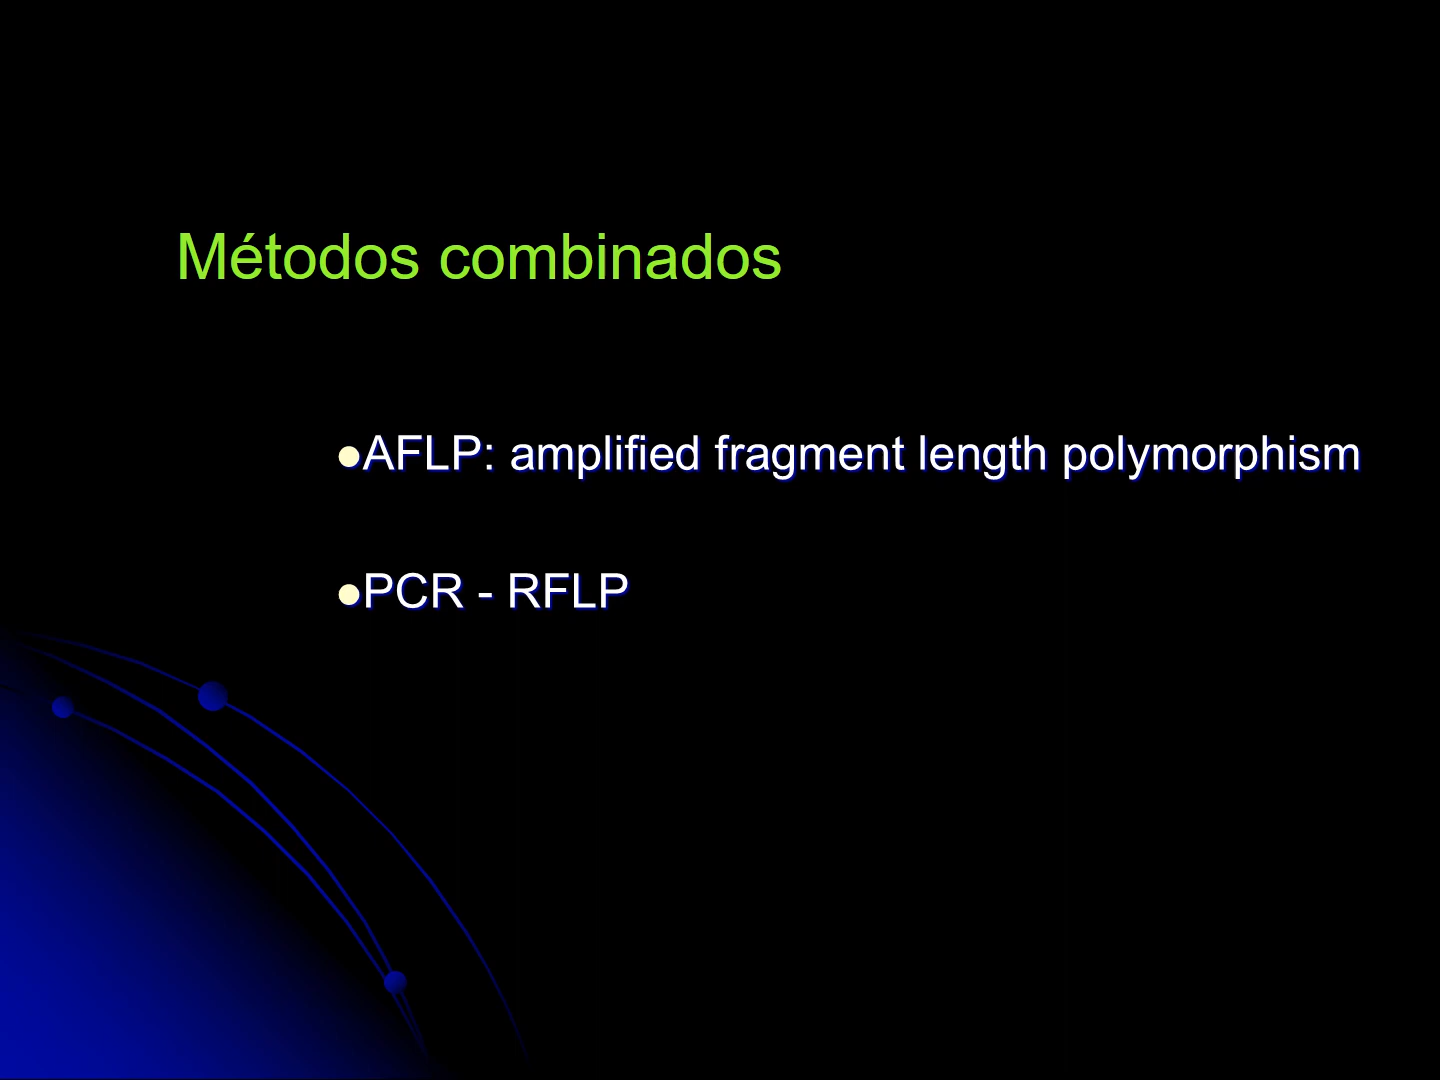 Métodos combinados
●AFLP: amplified fragment length polymorphism
●PCR - RFLP